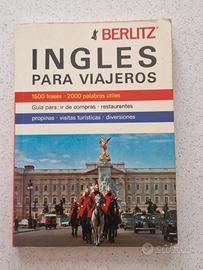 BERLITZ
INGLES
PARA VIAJEROS
1500 frases · 2000 palabras útiles
Guía para: ir de compras · restaurantes
propinas · visitas turísticas · diversiones
subito